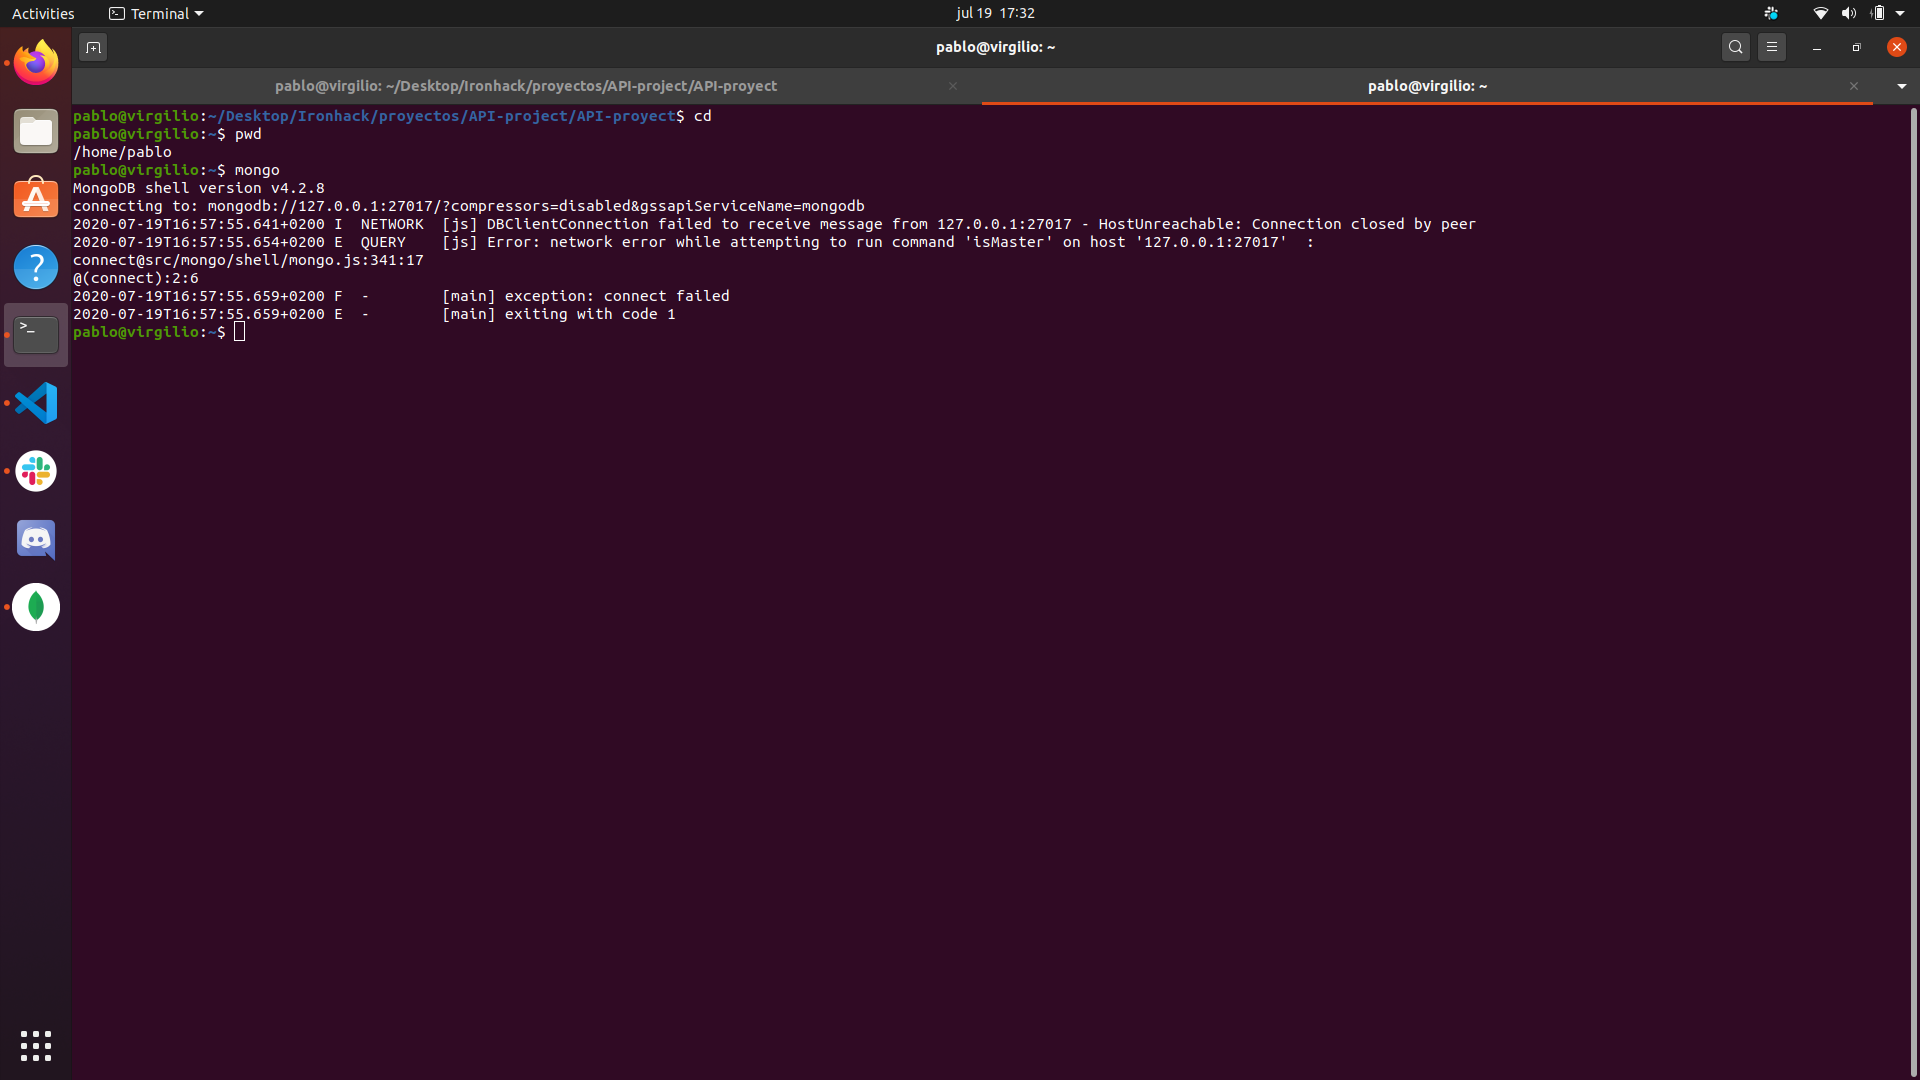 Activities
Terminal
jul 19 17:32
pablo@virgilio: ~
pablo@virgilio: ~/Desktop/Ironhack/proyectos/API-project/API-proyect
pablo@virgilio: ~
pablo@virgilio:~/Desktop/Ironhack/proyectos/API-project/API-proyect$ cd
pablo@virgilio:~$ pwd
/home/pablo
pablo@virgilio:~$ mongo
MongoDB shell version v4.2.8
connecting to: mongodb://127.0.0.1:27017/?compressors=disabled&gssapiServiceName=mongodb
2020-07-19T16:57:55.641+0200 I  NETWORK  [js] DBClientConnection failed to receive message from 127.0.0.1:27017 - HostUnreachable: Connection closed by peer
2020-07-19T16:57:55.654+0200 E  QUERY    [js] Error: network error while attempting to run command 'isMaster' on host '127.0.0.1:27017'  :
connect@src/mongo/shell/mongo.js:341:17
@(connect):2:6
2020-07-19T16:57:55.659+0200 F  -        [main] exception: connect failed
2020-07-19T16:57:55.659+0200 E  -        [main] exiting with code 1
pablo@virgilio:~$